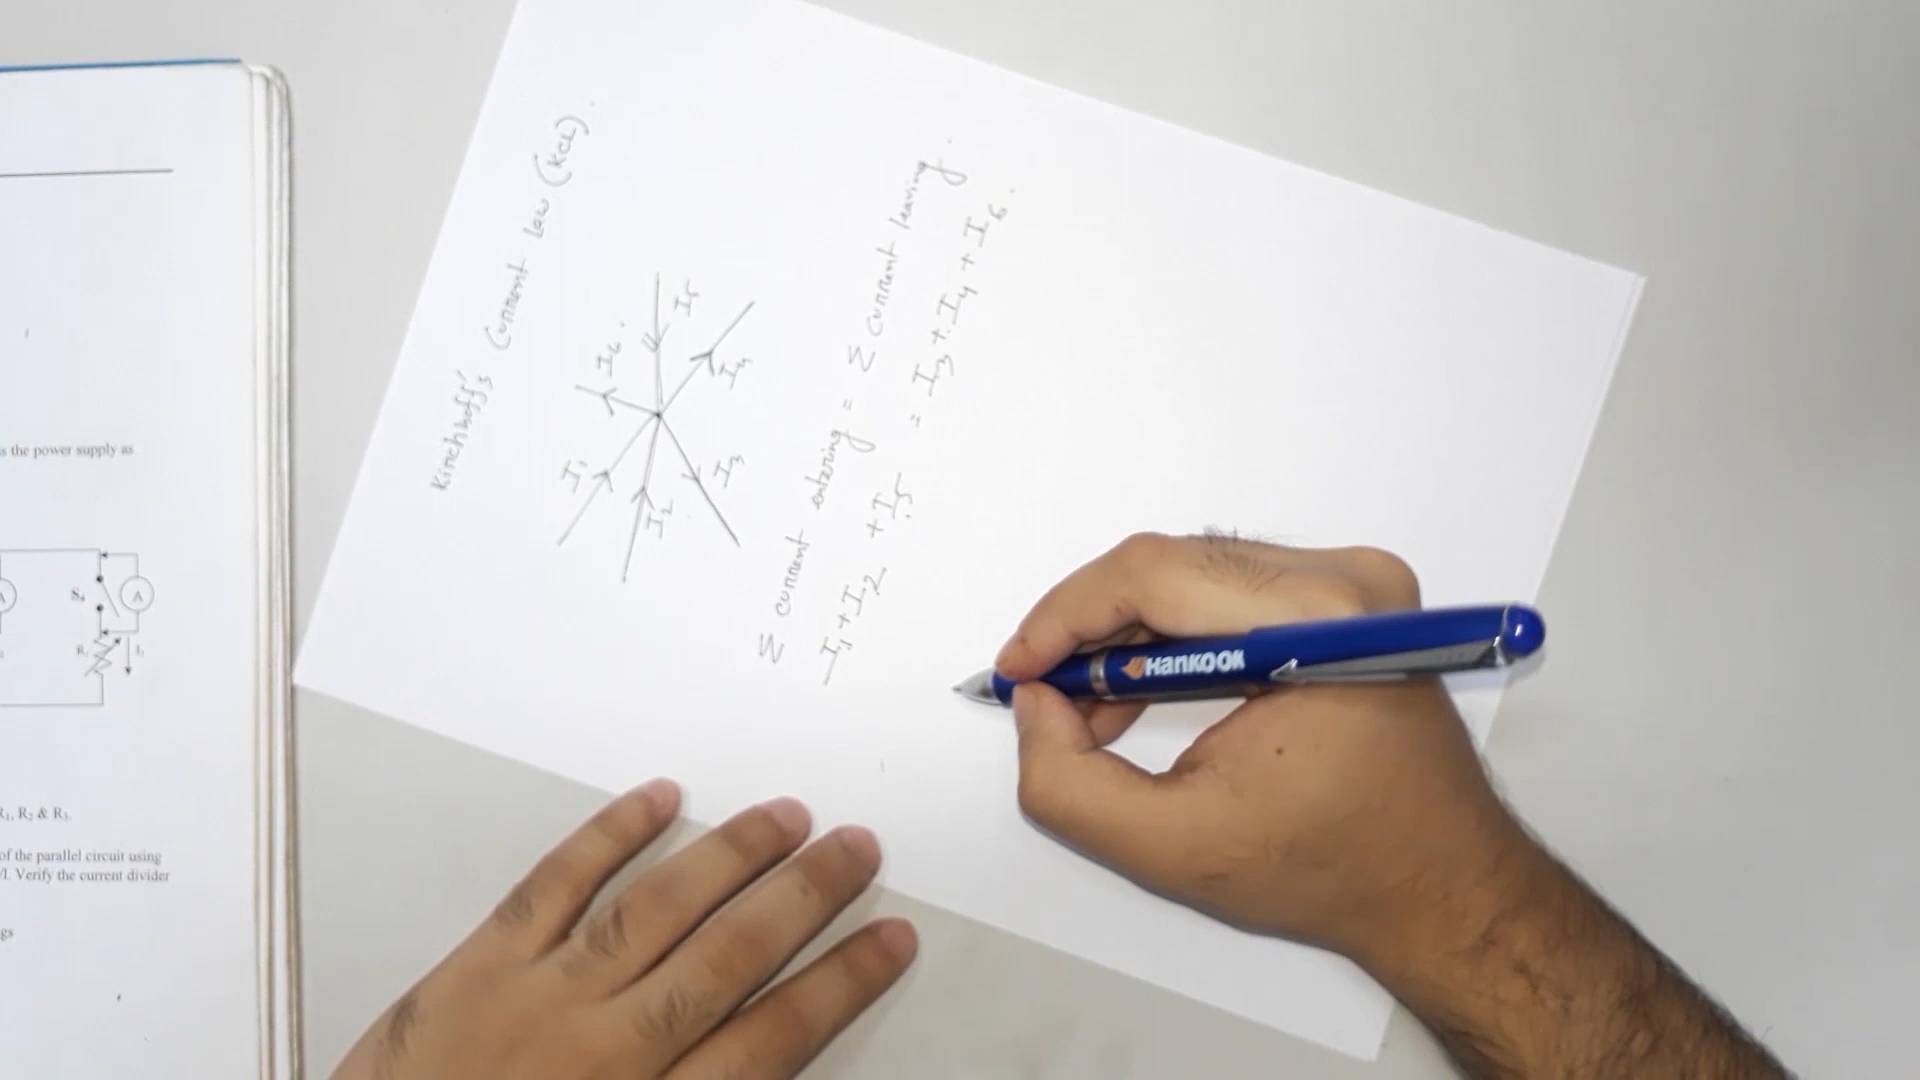 Kirchhoff's Current Law (KCL).
I₆.
I₅
I₁
I₄
I₂
I₃
Σ current entering = Σ current leaving.
I₁ + I₂ + I₅ = I₃ + I₄ + I₆.
HANKOOK
s the power supply as
A
S₄
A
R₁, R₂ & R₃.
of the parallel circuit using
/I. Verify the current divider
gs